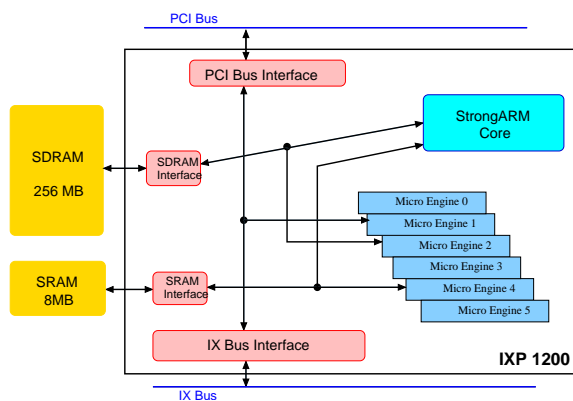 PCI Bus
PCI Bus Interface
StrongARM
Core
SDRAM
256 MB
SDRAM
Interface
Micro Engine 0
Micro Engine 1
Micro Engine 2
Micro Engine 3
Micro Engine 4
Micro Engine 5
SRAM
8MB
SRAM
Interface
IX Bus Interface
IXP 1200
IX Bus